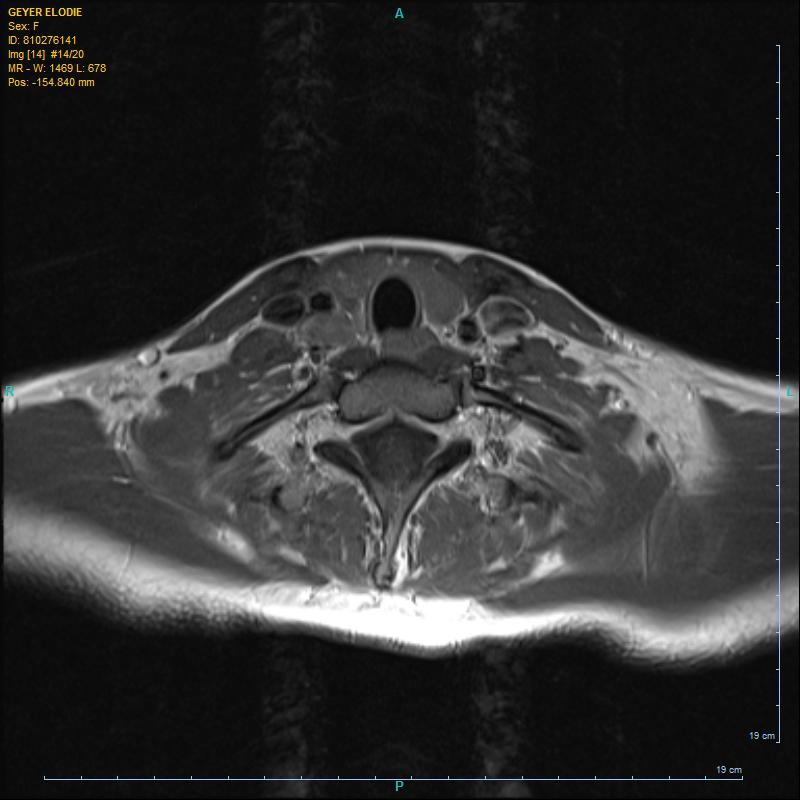 GEYER ELODIE
Sex: F
ID: 810276141
Img [14] #14/20
MR - W: 1469 L: 678
Pos: -154.840 mm
A
R
L
19 cm
19 cm
P